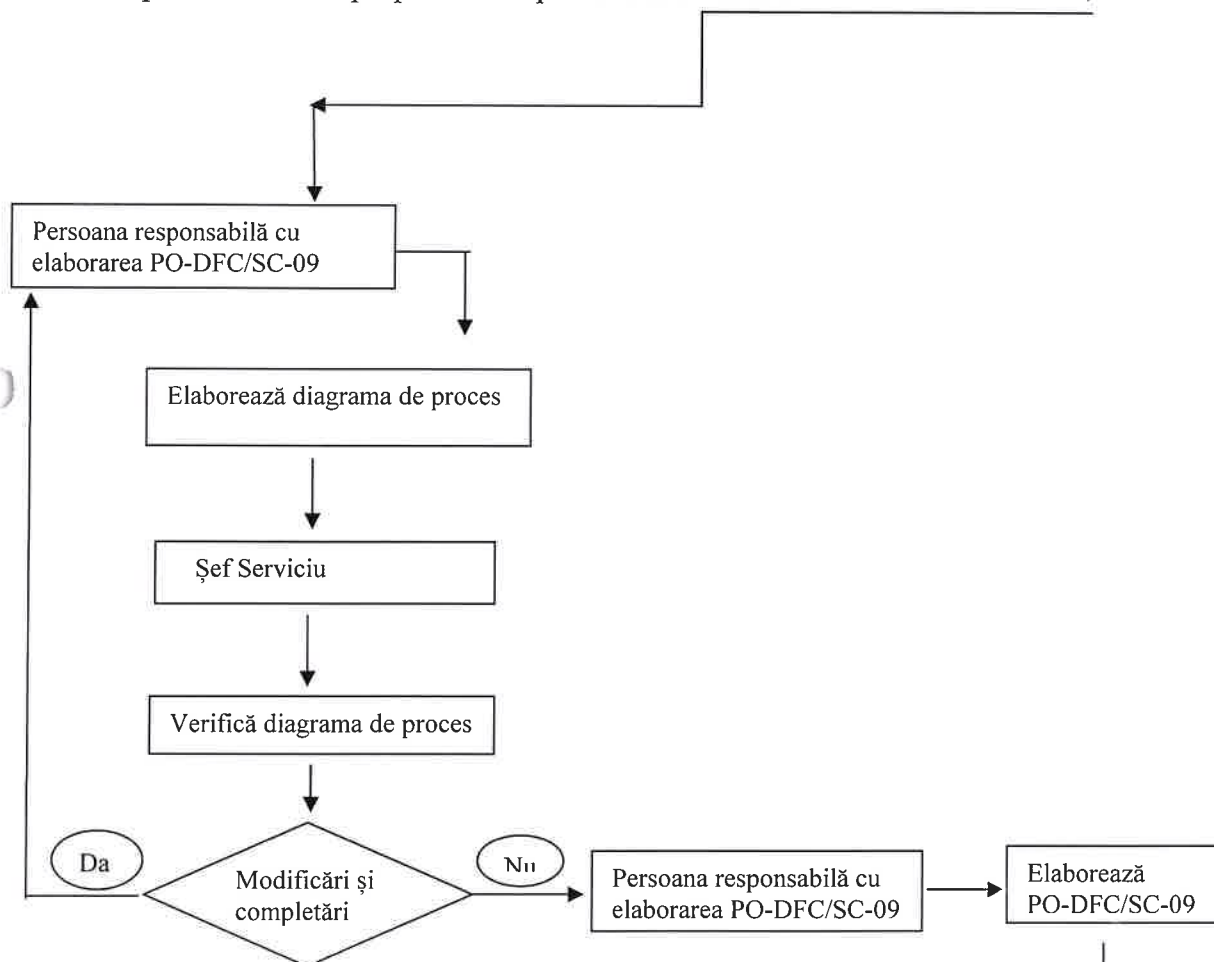 Persoana responsabilă cu
elaborarea PO-DFC/SC-09
Elaborează diagrama de proces
Șef Serviciu
Verifică diagrama de proces
Da
Modificări și
completări
Nu
Persoana responsabilă cu
elaborarea PO-DFC/SC-09
Elaborează
PO-DFC/SC-09